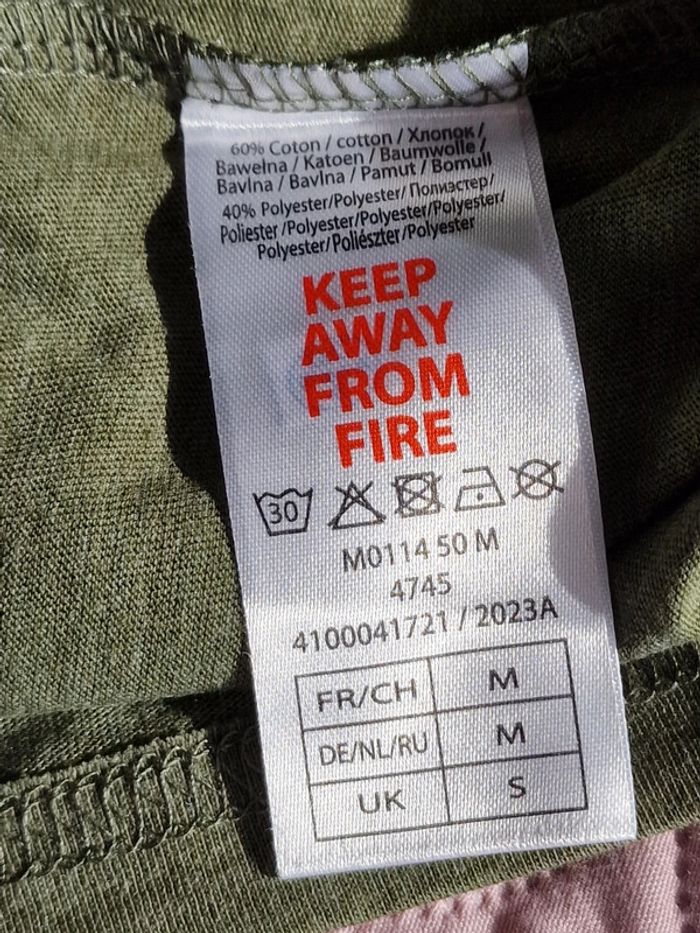 60% Coton / cotton / Хлопок /
Bawełna / Katoen / Baumwolle /
Bavlna / Bavlna / Pamut / Bomull
40% Polyester/Polyester/ Полиэстер/
Poliester /Polyester/Polyester/Polyester/
Polyester/Poliészter/Polyester
KEEP
AWAY
FROM
FIRE
30
M0114 50 M
4745
4100041721 / 2023A
FR/CH M
DE/NL/RU M
UK S